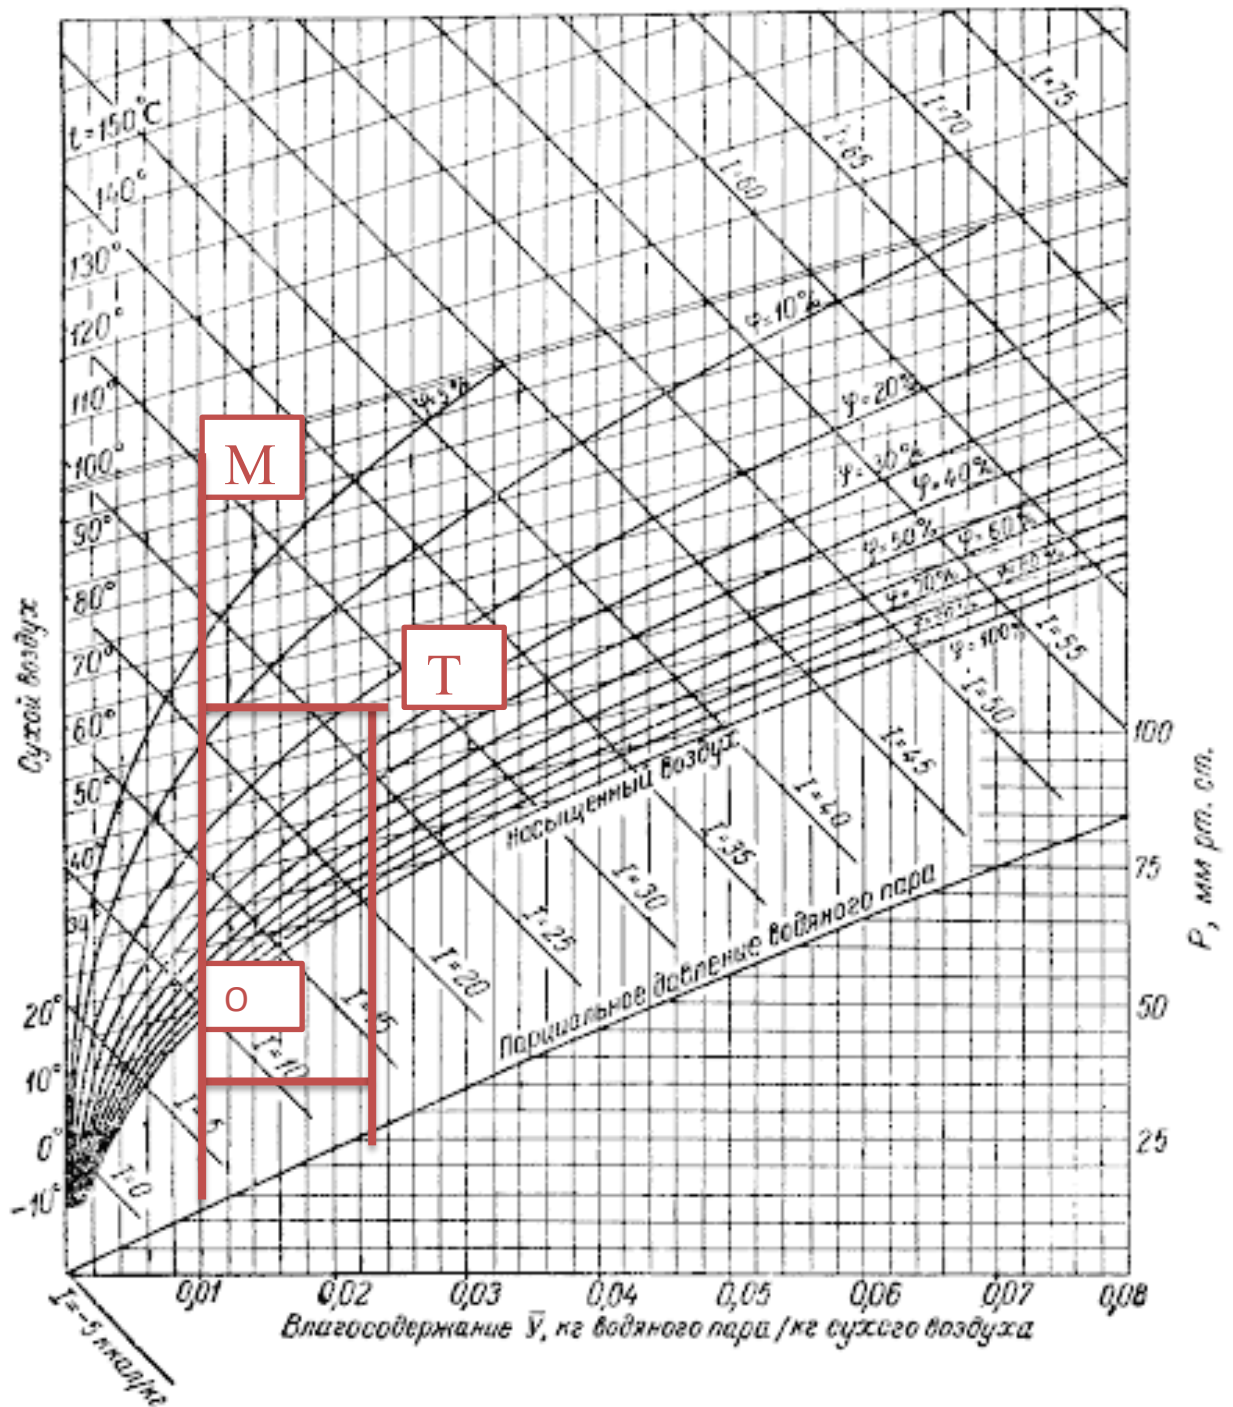 t=150°C
140°
130°
120°
110°
100°
90°
80°
70°
60°
50°
40°
30
20°
10°
0°
-10°
Сухой воздух
I=75
I=70
I=65
I=60
φ=10%
φ=5%
φ=20%
φ=30%
φ=40%
φ=50%
φ=60%
φ=70%
φ=100%
M
T
O
насыщенный воздух
I=55
I=50
I=45
I=40
I=35
I=30
I=25
I=20
I=15
I=10
I=5
I=0
Парциальное давление водяного пара
100
75
50
25
P, мм рт. ст.
0,01 0,02 0,03 0,04 0,05 0,06 0,07 0,08
Влагосодержание Y̅, кг водяного пара/кг сухого воздуха
I=-5 ккал/кг